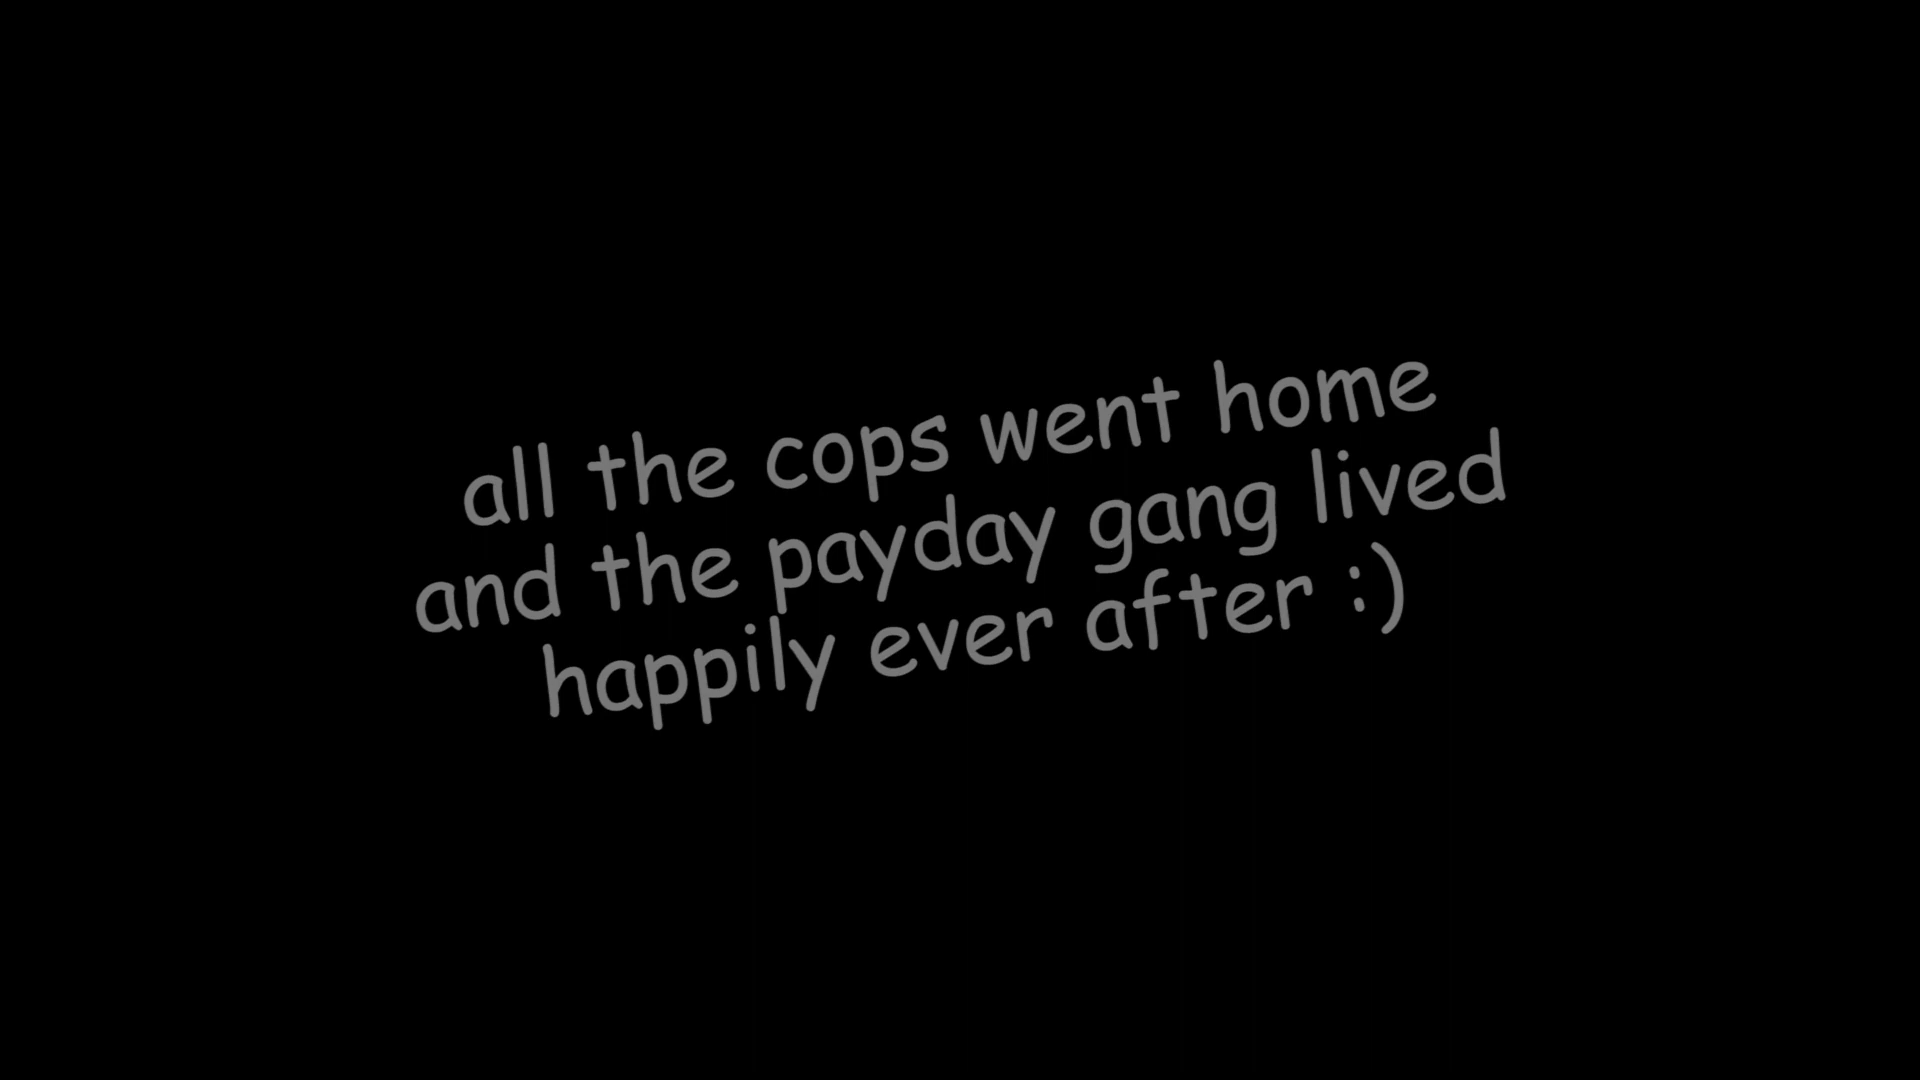 all the cops went home
and the payday gang lived
happily ever after :)